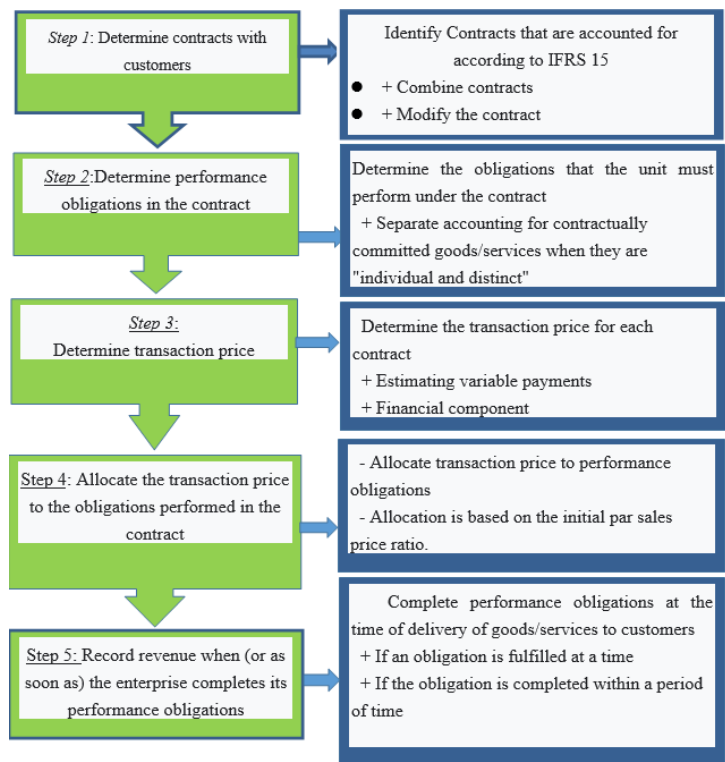 Step 1: Determine contracts with
customers
Identify Contracts that are accounted for
according to IFRS 15
● + Combine contracts
● + Modify the contract
Step 2:Determine performance
obligations in the contract
Determine the obligations that the unit must
perform under the contract
+ Separate accounting for contractually
committed goods/services when they are
"individual and distinct"
Step 3:
Determine transaction price
Determine the transaction price for each
contract
+ Estimating variable payments
+ Financial component
Step 4: Allocate the transaction price
to the obligations performed in the
contract
- Allocate transaction price to performance
obligations
- Allocation is based on the initial par sales
price ratio.
Step 5: Record revenue when (or as
soon as) the enterprise completes its
performance obligations
Complete performance obligations at the
time of delivery of goods/services to customers
+ If an obligation is fulfilled at a time
+ If the obligation is completed within a period
of time